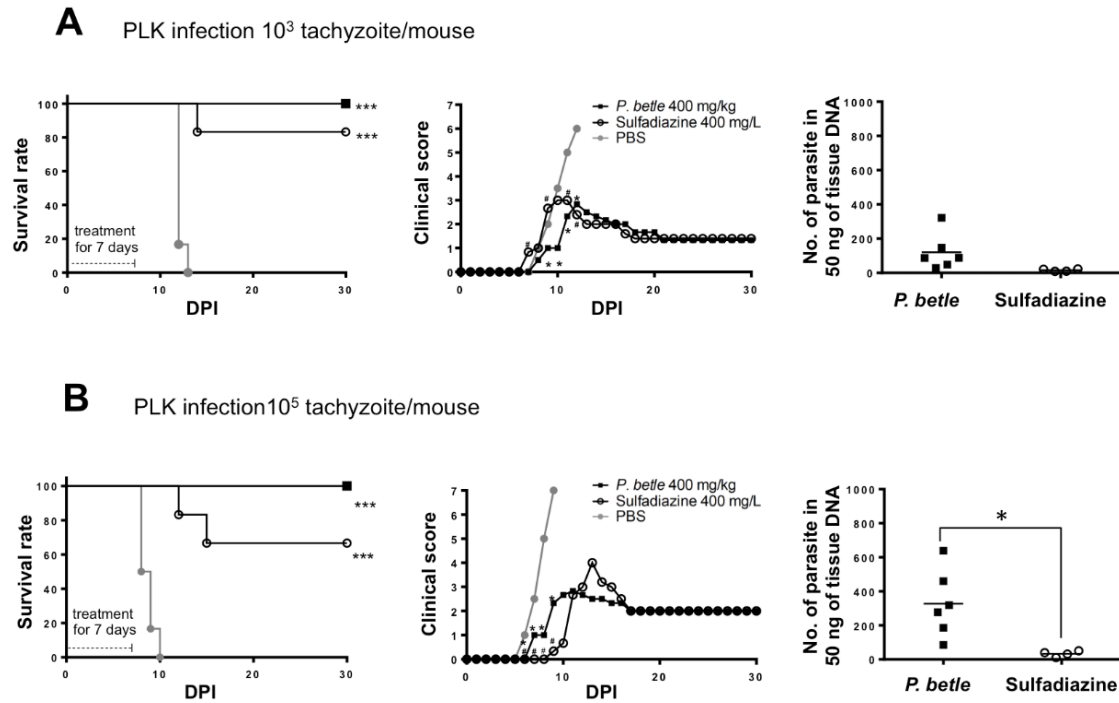 A
PLK infection 10³ tachyzoite/mouse
Survival rate
100
80
60
40
20
0
treatment
for 7 days
***
***
0
10
20
30
DPI
Clinical score
7
6
5
4
3
2
1
0
P. betle 400 mg/kg
Sulfadiazine 400 mg/L
PBS
#
#
#
*
*
#
*
*
0
10
20
30
DPI
No. of parasite in
50 ng of tissue DNA
1000
800
600
400
200
0
P. betle
Sulfadiazine
B
PLK infection10⁵ tachyzoite/mouse
Survival rate
100
80
60
40
20
0
treatment
for 7 days
***
***
0
10
20
30
DPI
Clinical score
7
6
5
4
3
2
1
0
P. betle 400 mg/kg
Sulfadiazine 400 mg/L
PBS
*
* *
*
# # # #
0
10
20
30
DPI
No. of parasite in
50 ng of tissue DNA
1000
800
600
400
200
0
*
P. betle
Sulfadiazine